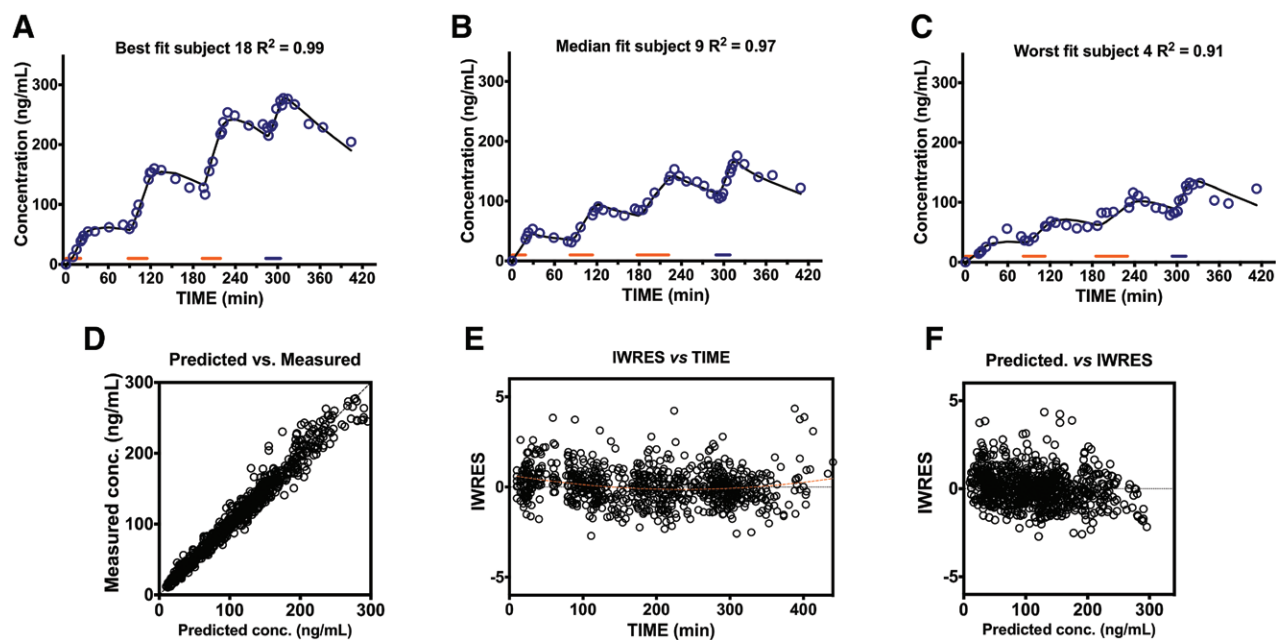 A
Best fit subject 18 R² = 0.99
Concentration (ng/mL)
300
200
100
0
0 60 120 180 240 300 360 420
TIME (min)
B
Median fit subject 9 R² = 0.97
Concentration (ng/mL)
300
200
100
0
0 60 120 180 240 300 360 420
TIME (min)
C
Worst fit subject 4 R² = 0.91
Concentration (ng/mL)
300
200
100
0
0 60 120 180 240 300 360 420
TIME (min)
D
Predicted vs. Measured
Measured conc. (ng/mL)
300
200
100
0
0 100 200 300
Predicted conc. (ng/mL)
E
IWRES vs TIME
IWRES
5
0
-5
0 100 200 300 400
TIME (min)
F
Predicted. vs IWRES
IWRES
5
0
-5
0 100 200 300
Predicted conc. (ng/mL)